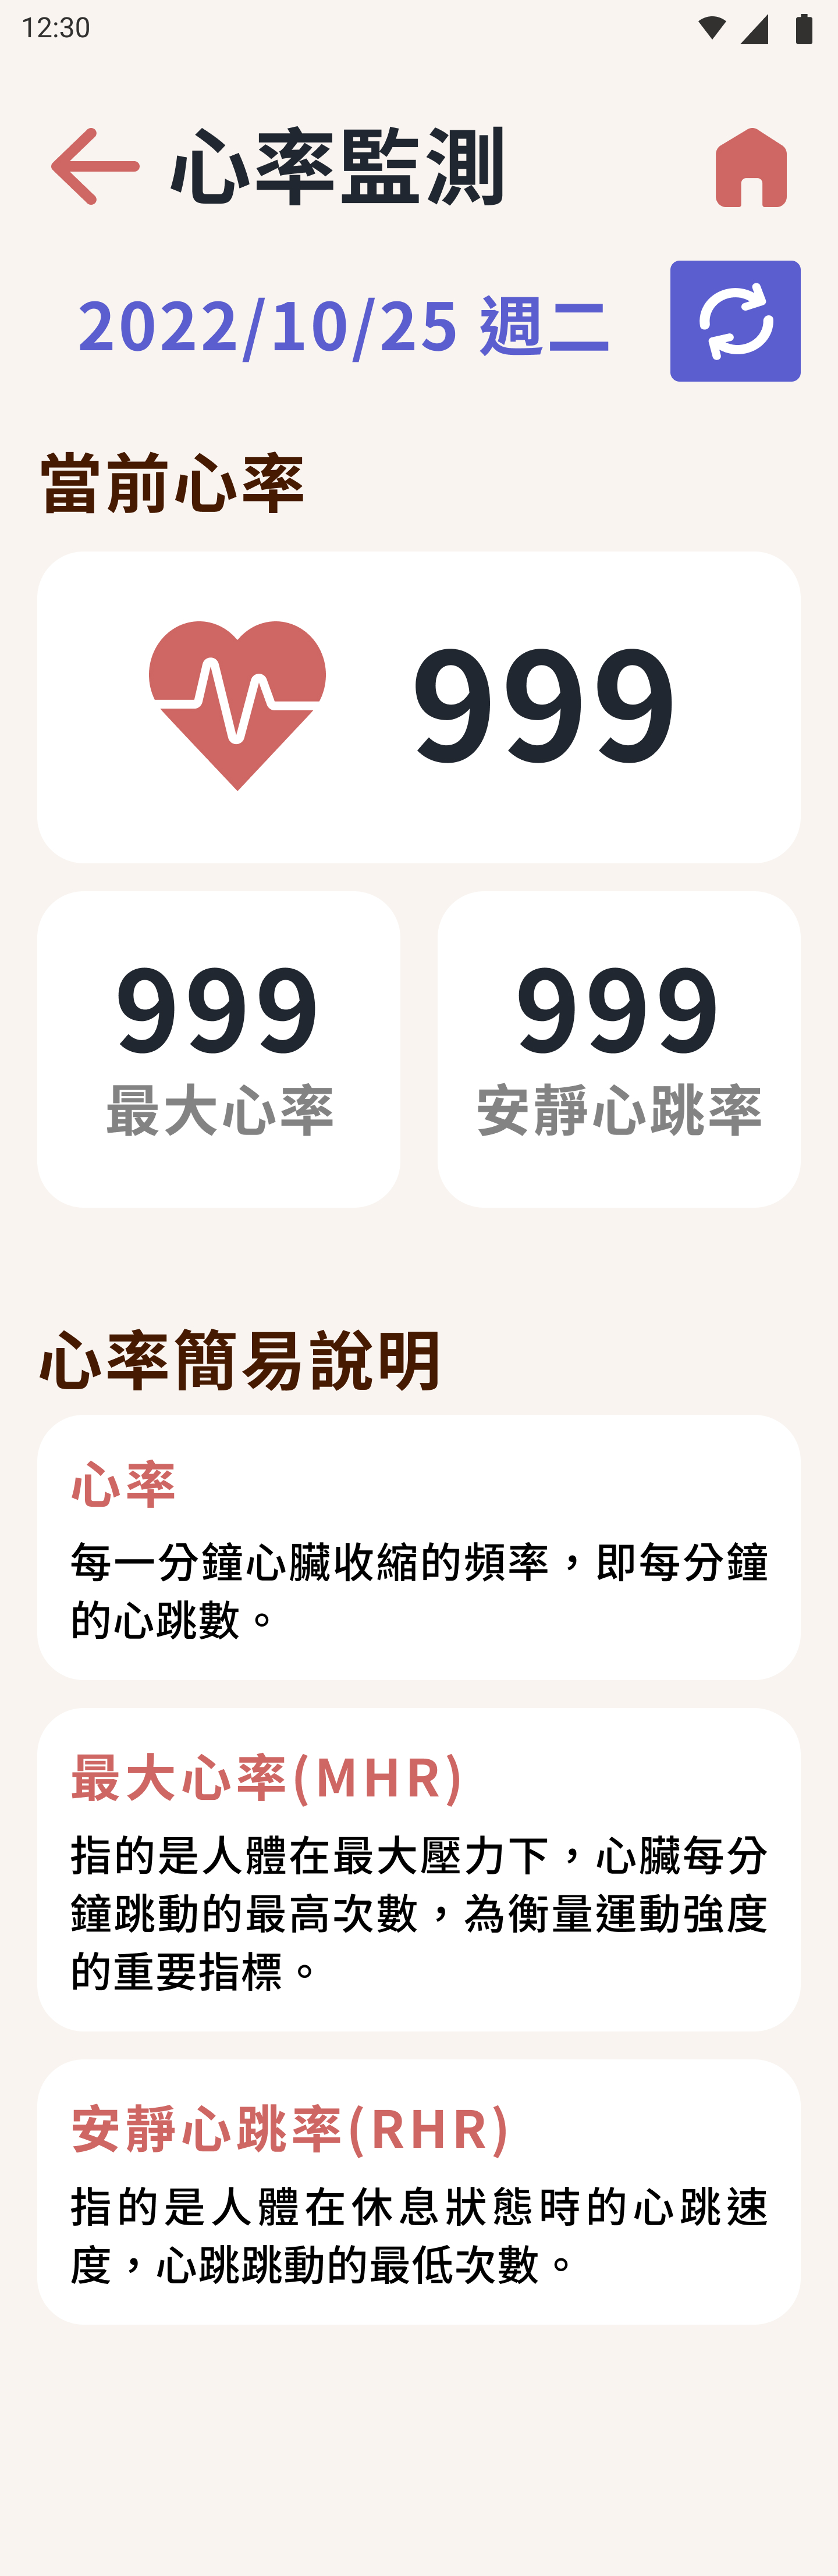 12:30
心率監測
2022/10/25 週二
當前心率
999
999
最大心率
999
安靜心跳率
心率簡易說明
心率
每一分鐘心臟收縮的頻率，即每分鐘
的心跳數。
最大心率(MHR)
指的是人體在最大壓力下，心臟每分
鐘跳動的最高次數，為衡量運動強度
的重要指標。
安靜心跳率(RHR)
指的是人體在休息狀態時的心跳速
度，心跳跳動的最低次數。